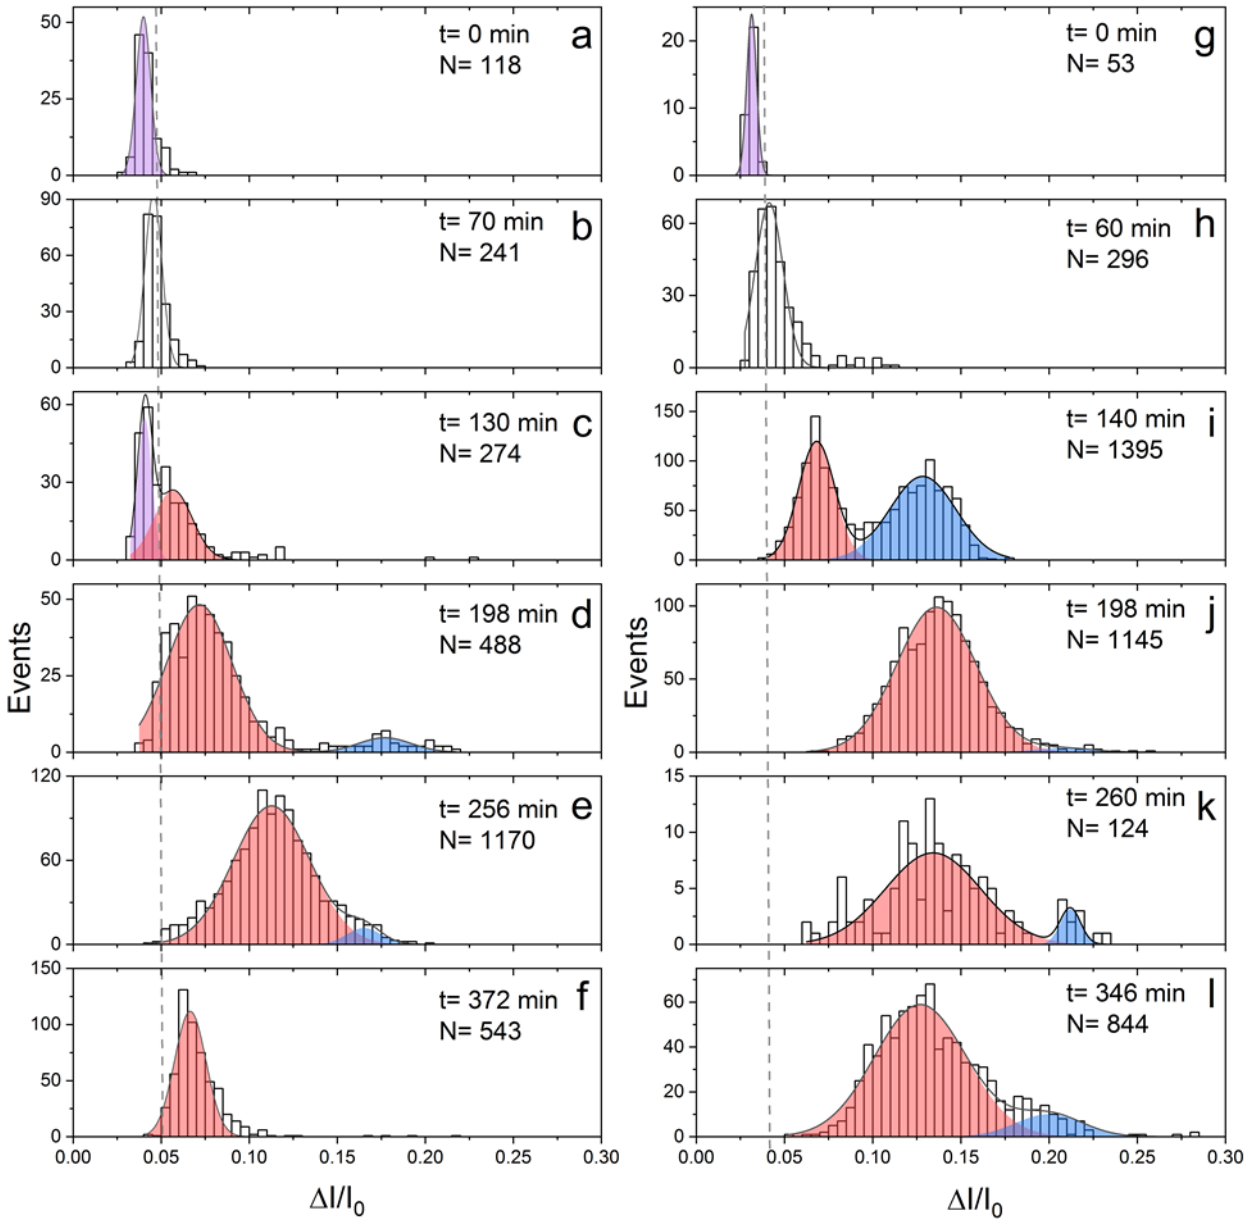 50
25
0
t= 0 min
N= 118
a
90
60
30
0
t= 70 min
N= 241
b
60
30
0
t= 130 min
N= 274
c
50
25
0
t= 198 min
N= 488
d
Events
120
60
0
t= 256 min
N= 1170
e
150
100
50
0
t= 372 min
N= 543
f
0.00 0.05 0.10 0.15 0.20 0.25 0.30
ΔI/I₀
20
10
0
t= 0 min
N= 53
g
60
30
0
t= 60 min
N= 296
h
150
100
50
0
t= 140 min
N= 1395
i
100
50
0
t= 198 min
N= 1145
j
Events
15
10
5
0
t= 260 min
N= 124
k
60
40
20
0
t= 346 min
N= 844
l
0.00 0.05 0.10 0.15 0.20 0.25 0.30
ΔI/I₀